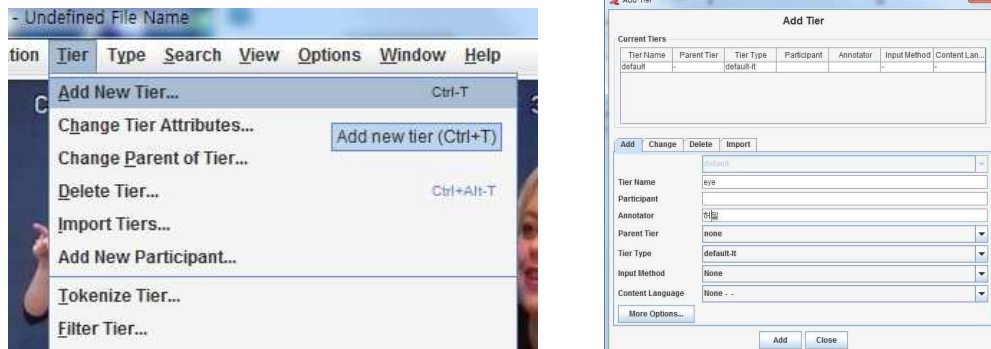 - Undefined File Name
tion Tier Type Search View Options Window Help
Add New Tier... Ctrl-T
Change Tier Attributes...
Add new tier (Ctrl+T)
Change Parent of Tier...
Delete Tier... Ctrl+Alt-T
Import Tiers...
Add New Participant...
Tokenize Tier...
Filter Tier...
Add Tier
Add Tier
Current Tiers
Tier Name Parent Tier Tier Type Participant Annotator Input Method Content Lan...
default - default-lt - -
Add Change Delete Import
default
Tier Name eye
Participant
Annotator 허일
Parent Tier none
Tier Type default-lt
Input Method None
Content Language None - -
More Options...
Add Close